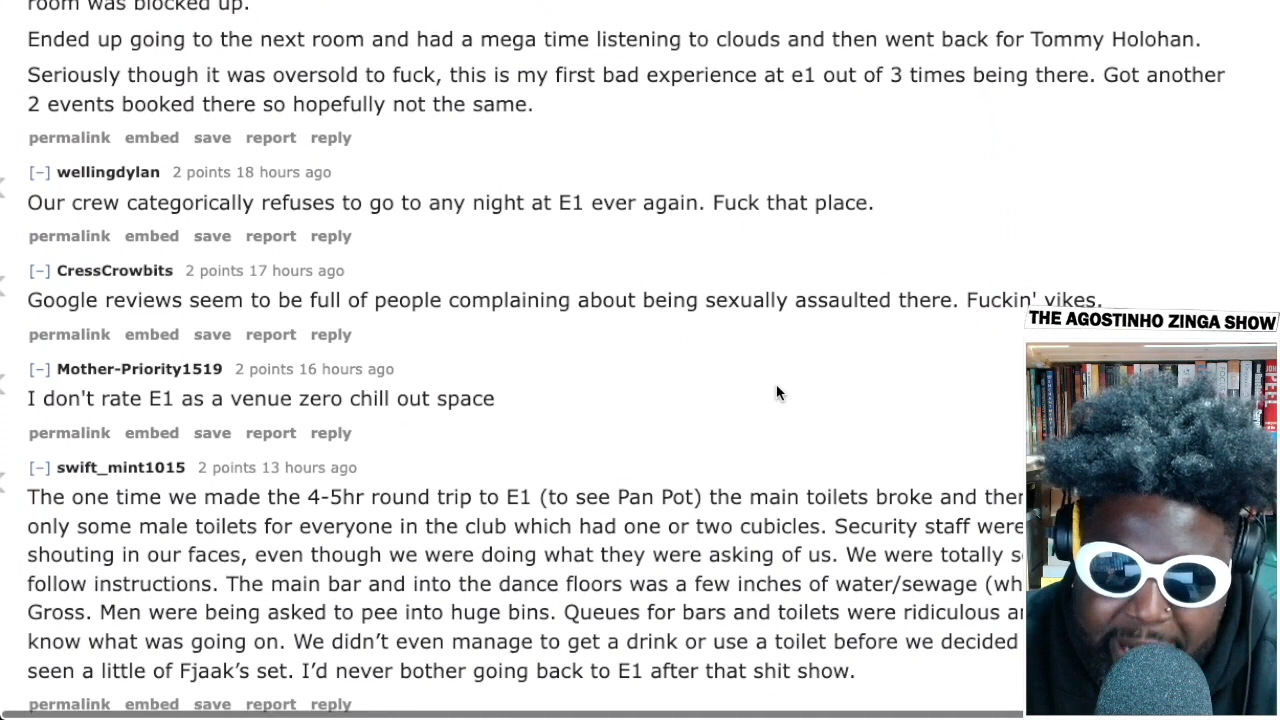 room was blocked up.
Ended up going to the next room and had a mega time listening to clouds and then went back for Tommy Holohan.
Seriously though it was oversold to fuck, this is my first bad experience at e1 out of 3 times being there. Got another
2 events booked there so hopefully not the same.
permalink embed save report reply
[–] wellingdylan 2 points 18 hours ago
Our crew categorically refuses to go to any night at E1 ever again. Fuck that place.
permalink embed save report reply
[–] CressCrowbits 2 points 17 hours ago
Google reviews seem to be full of people complaining about being sexually assaulted there. Fuckin' yikes.
permalink embed save report reply
THE AGOSTINHO ZINGA SHOW
[–] Mother-Priority1519 2 points 16 hours ago
I don't rate E1 as a venue zero chill out space
permalink embed save report reply
[–] swift_mint1015 2 points 13 hours ago
The one time we made the 4-5hr round trip to E1 (to see Pan Pot) the main toilets broke and
only some male toilets for everyone in the club which had one or two cubicles. Security staff were
shouting in our faces, even though we were doing what they were asking of us. We were totally
follow instructions. The main bar and into the dance floors was a few inches of water/sewage
Gross. Men were being asked to pee into huge bins. Queues for bars and toilets were ridiculous
know what was going on. We didn't even manage to get a drink or use a toilet before we decided
seen a little of Fjaak's set. I'd never bother going back to E1 after that shit show.
permalink embed save report reply